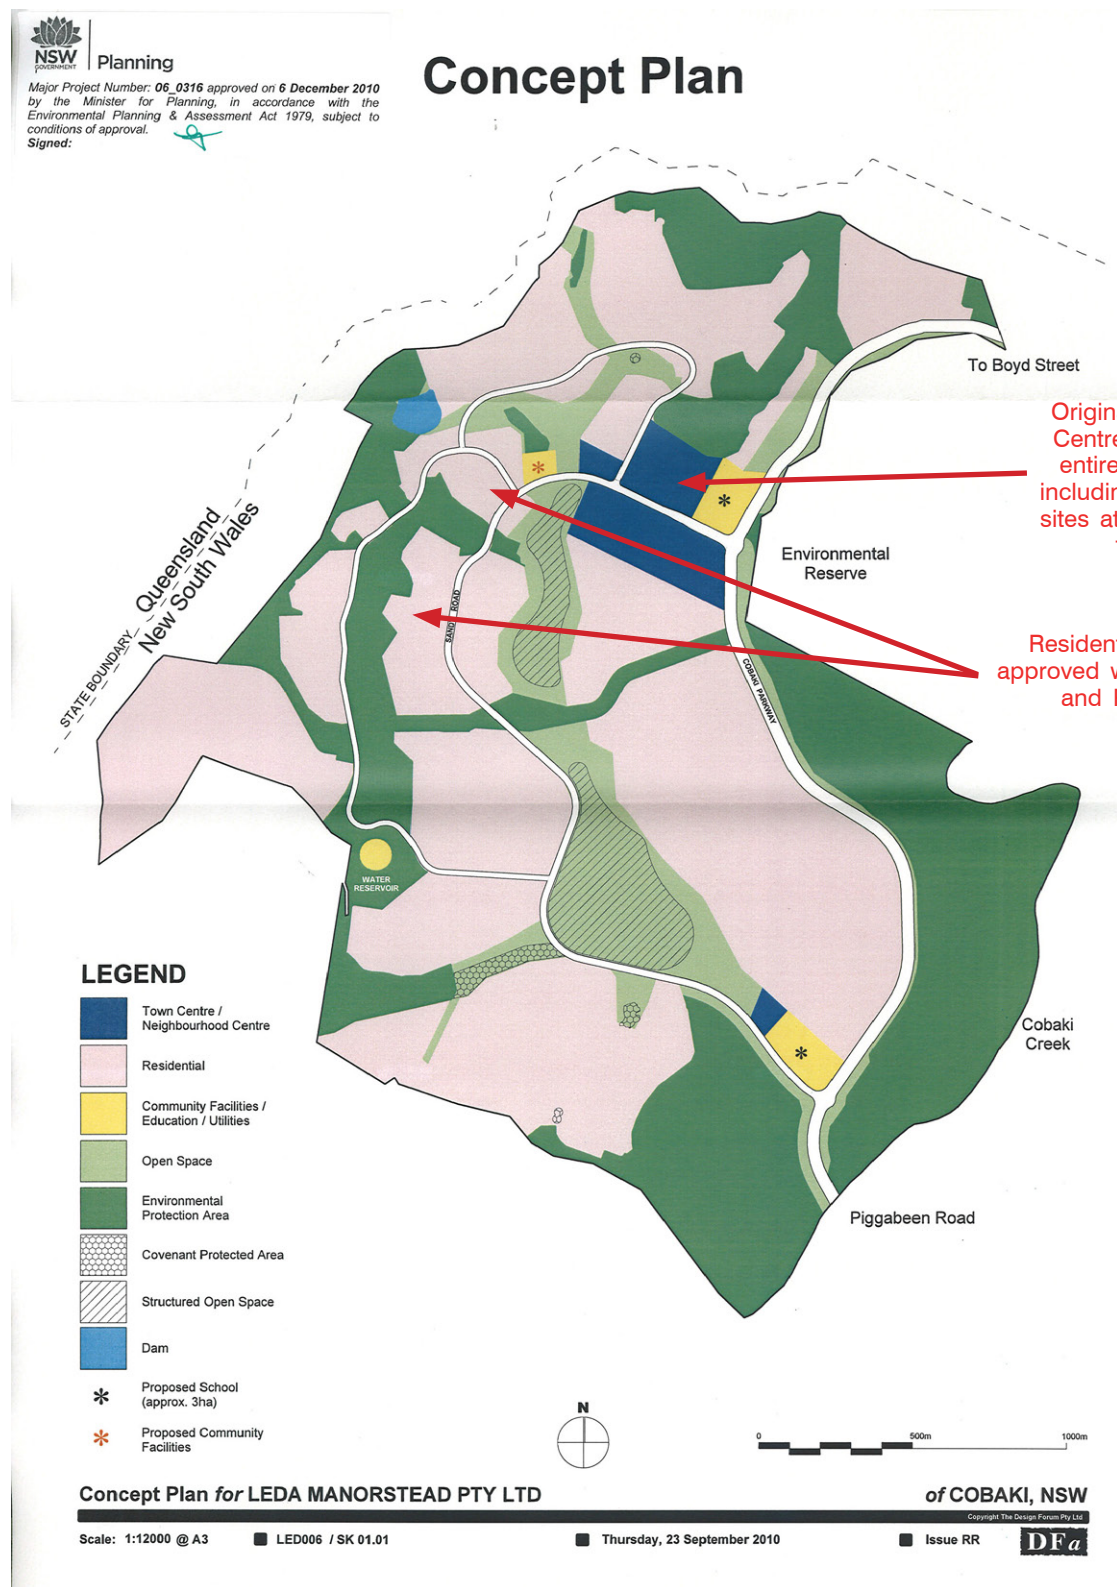 NSW
GOVERNMENT
Planning
Major Project Number: 06_0316 approved on 6 December 2010
by the Minister for Planning, in accordance with the
Environmental Planning & Assessment Act 1979, subject to
conditions of approval.
Signed:
Concept Plan
To Boyd Street
Origin
Centre
entire
includin
sites at
Environmental
Reserve
Residen
approved w
and
Queensland
New South Wales
STATE BOUNDARY
SAND ROAD
COBAKI PARKWAY
WATER
RESERVOIR
Cobaki
Creek
Piggabeen Road
LEGEND
Town Centre /
Neighbourhood Centre
Residential
Community Facilities /
Education / Utilities
Open Space
Environmental
Protection Area
Covenant Protected Area
Structured Open Space
Dam
* Proposed School
(approx. 3ha)
* Proposed Community
Facilities
N
0 500m 1000m
Concept Plan for LEDA MANORSTEAD PTY LTD
of COBAKI, NSW
Copyright The Design Forum Pty Ltd
Scale: 1:12000 @ A3
LED006 / SK 01.01
Thursday, 23 September 2010
Issue RR
DFa